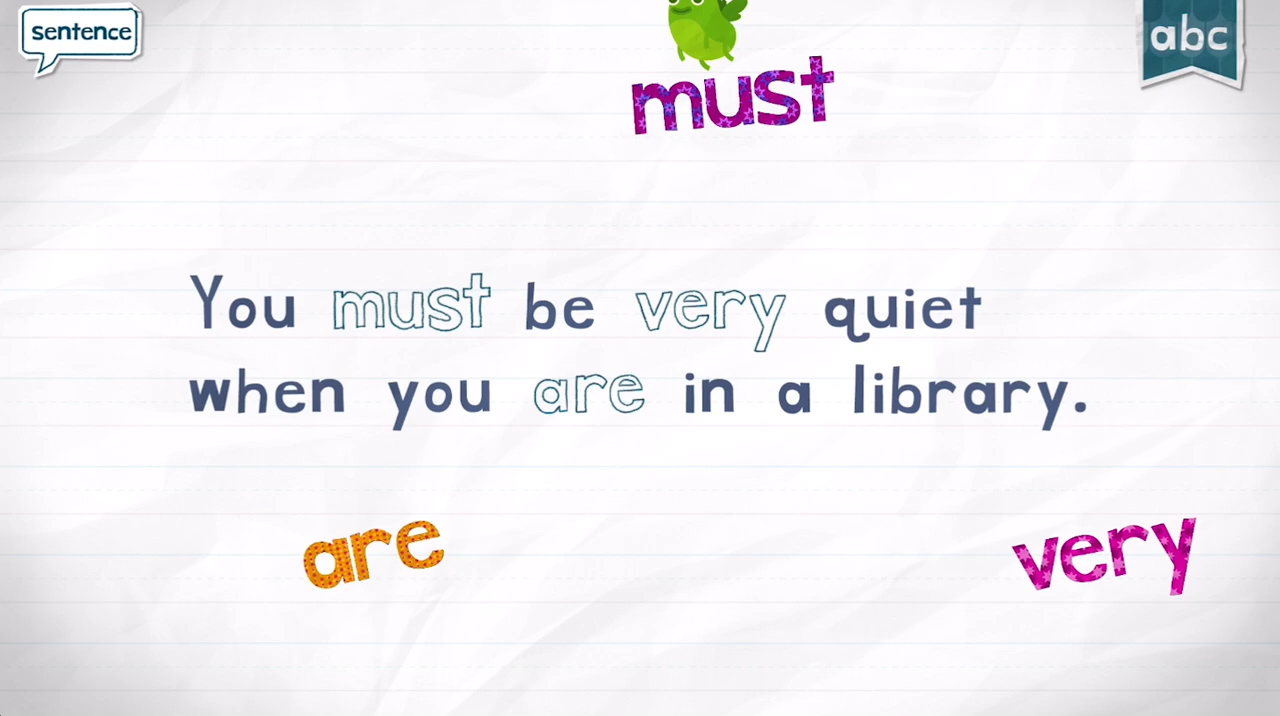 sentence
abc
must
You must be very quiet
when you are in a library.
are
very